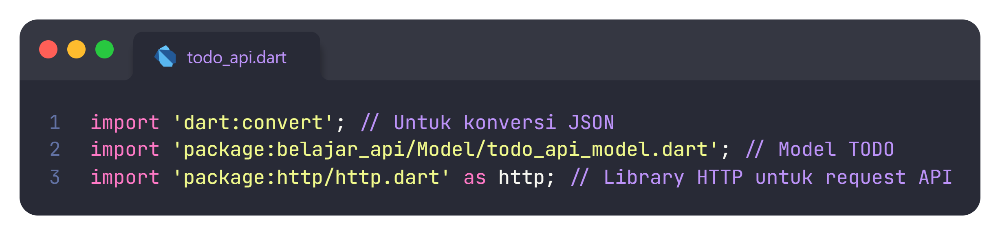 todo_api.dart
1 import 'dart:convert'; // Untuk konversi JSON
2 import 'package:belajar_api/Model/todo_api_model.dart'; // Model TODO
3 import 'package:http/http.dart' as http; // Library HTTP untuk request API